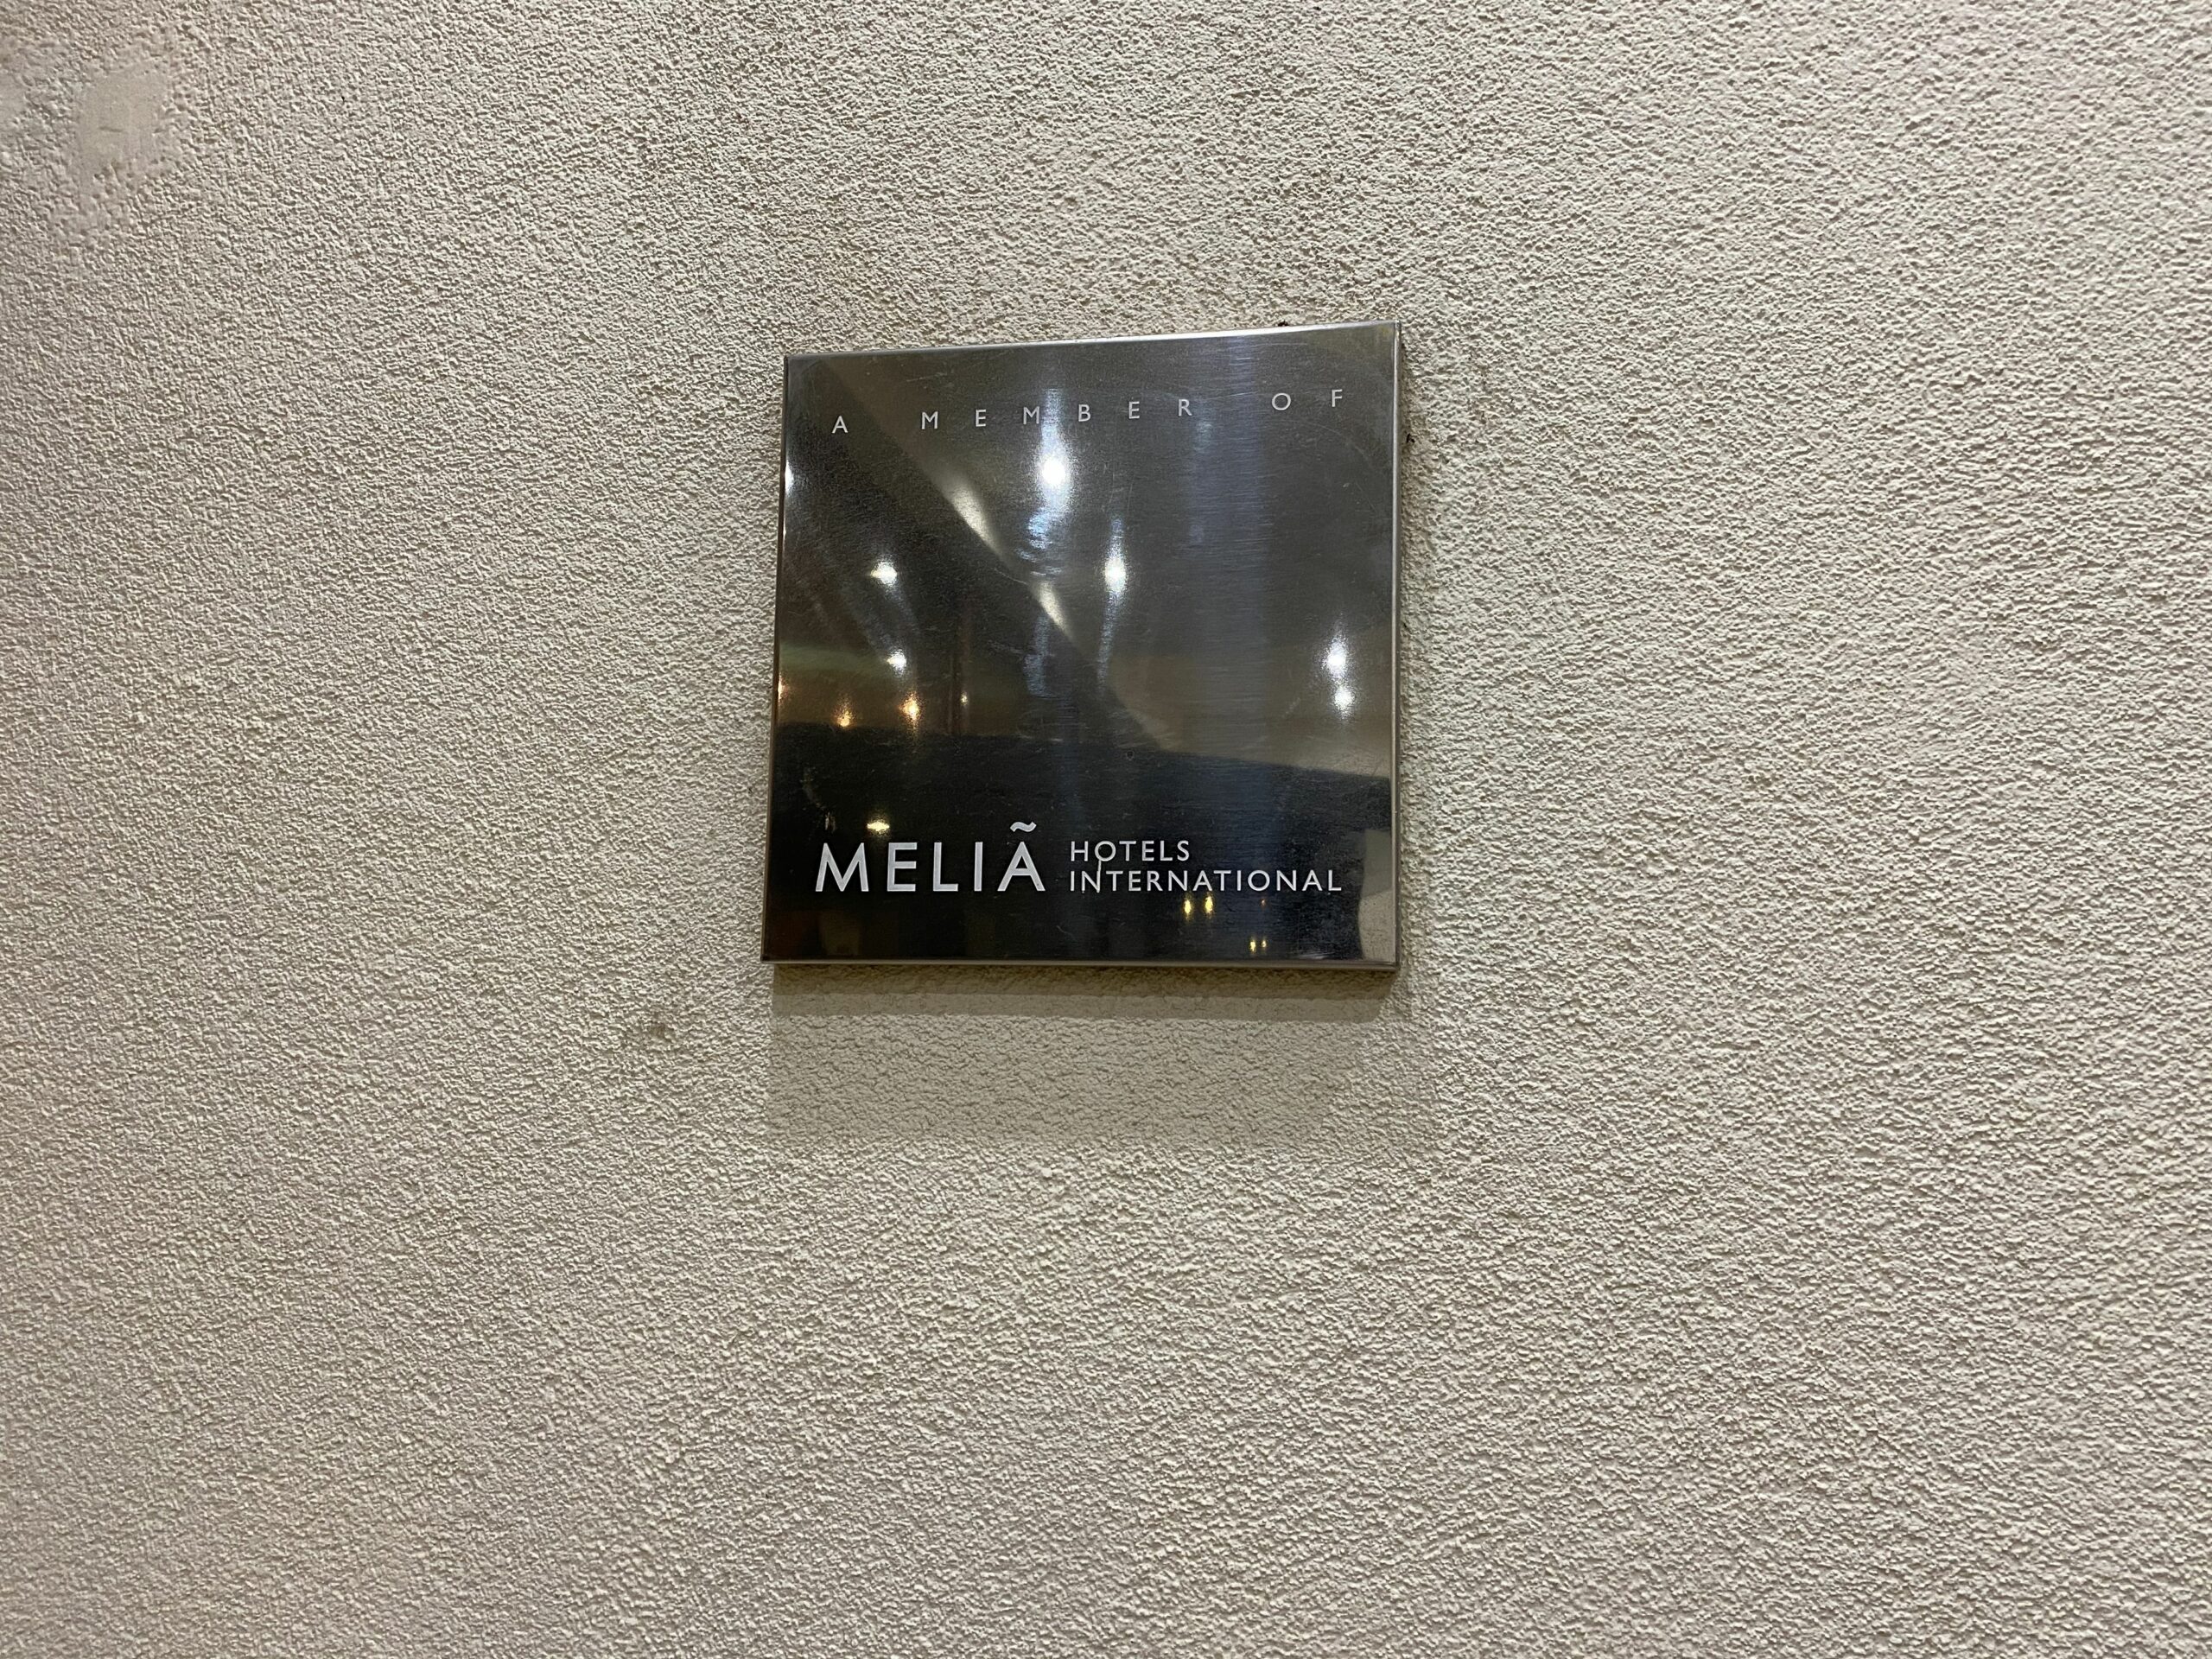 A MEMBER OF
MELIÃ HOTELS
INTERNATIONAL